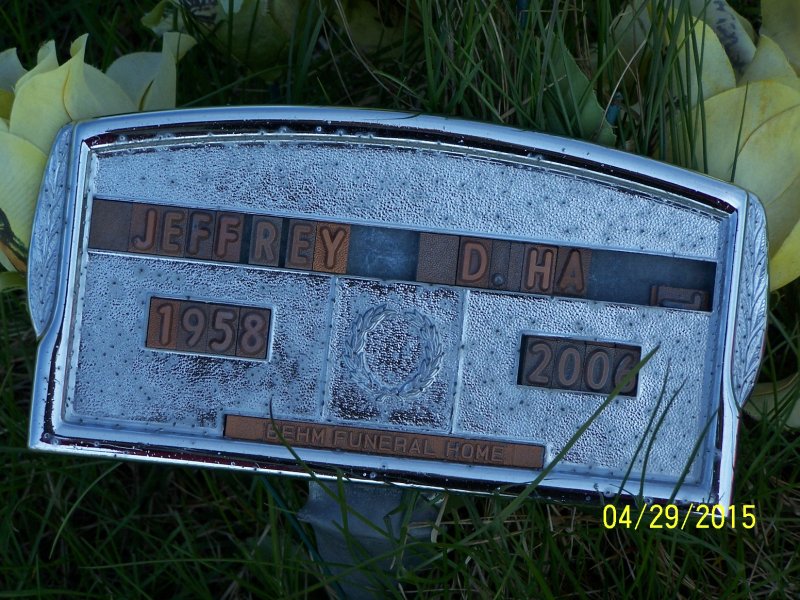 JEFFREY D. HA
1958 2006
BEHM FUNERAL HOME
04/29/2015